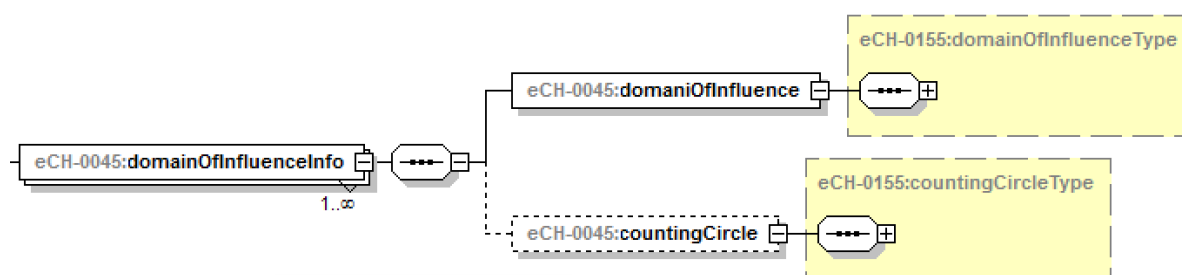 eCH-0155:domainOfInfluenceType
eCH-0045:domaniOfInfluence
eCH-0045:domainOfInfluenceInfo
1..∞
eCH-0155:countingCircleType
eCH-0045:countingCircle